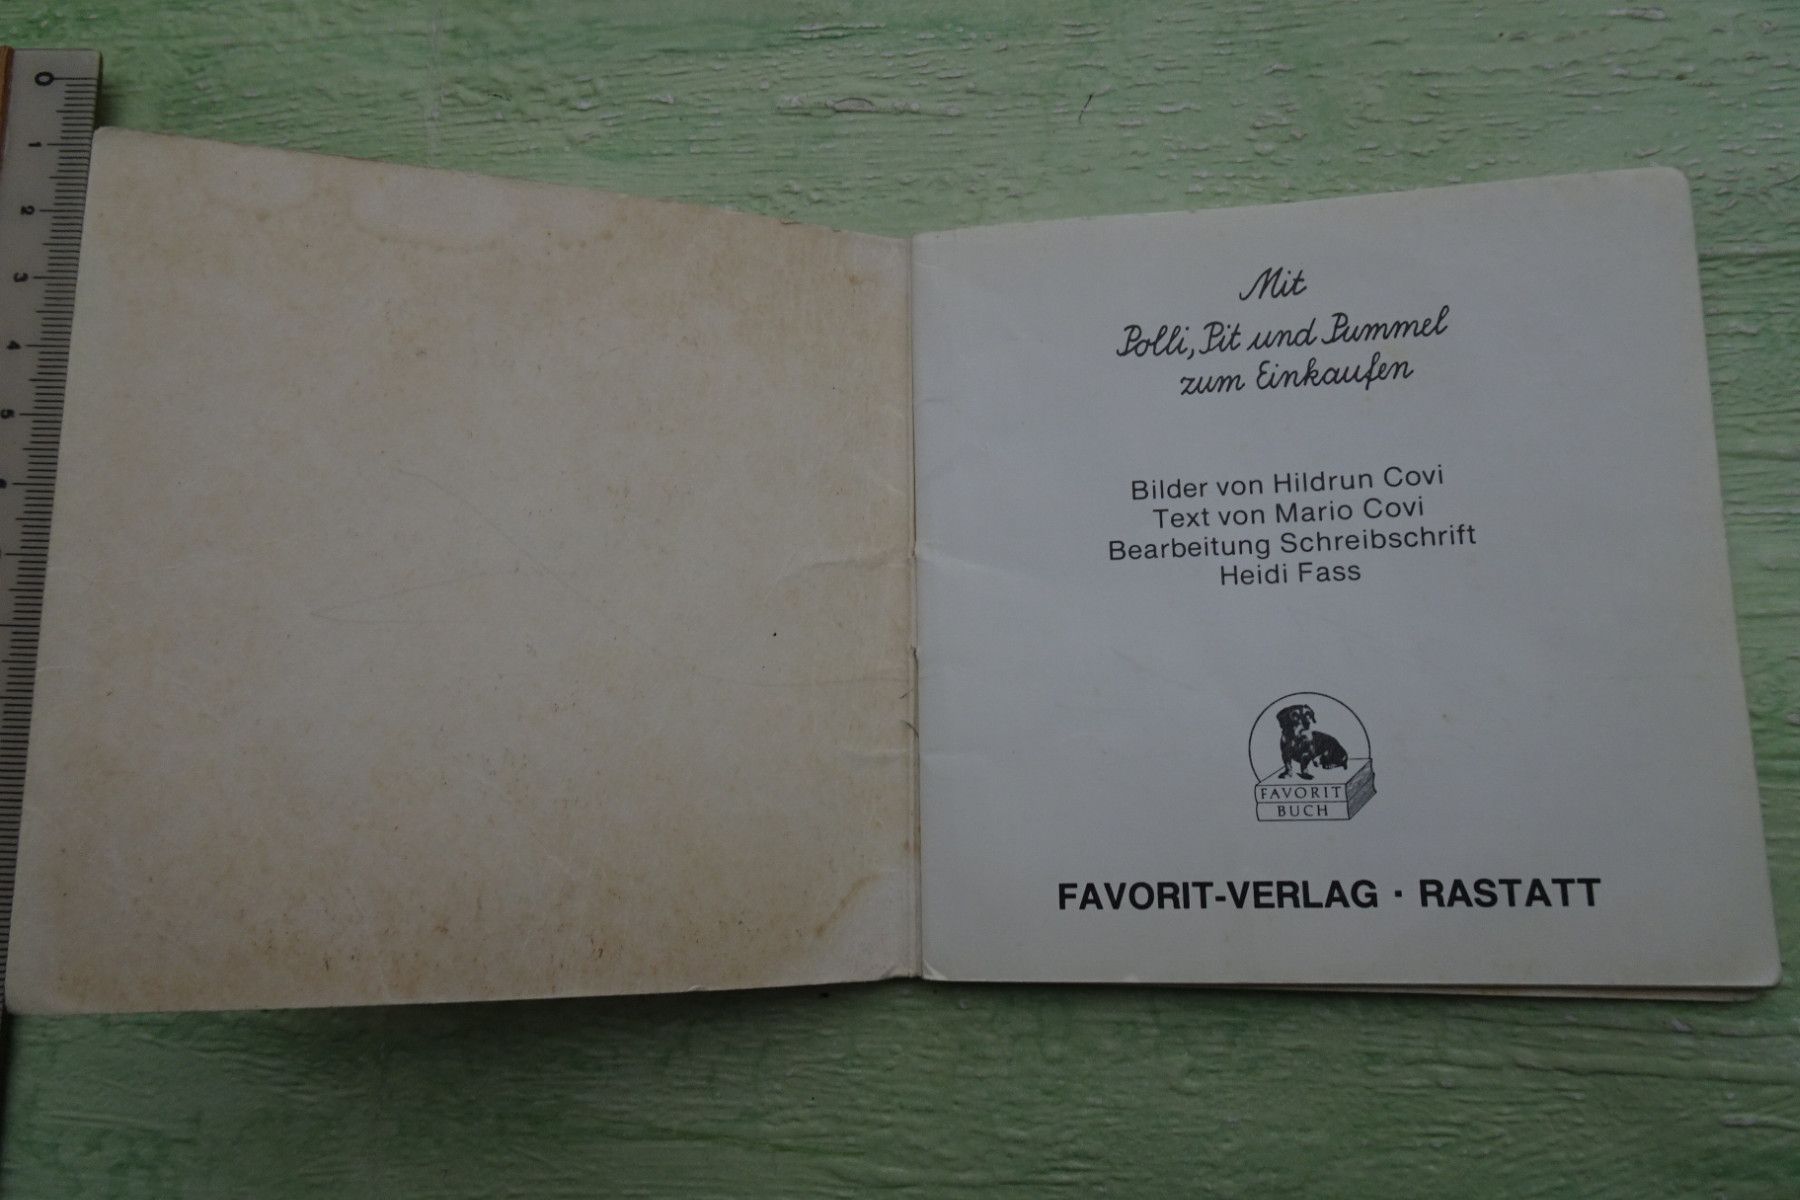 0
1
2
3
4
5
Mit
Polli, Pit und Pummel
zum Einkaufen
Bilder von Hildrun Covi
Text von Mario Covi
Bearbeitung Schreibschrift
Heidi Fass
FAVORIT
BUCH
FAVORIT-VERLAG · RASTATT